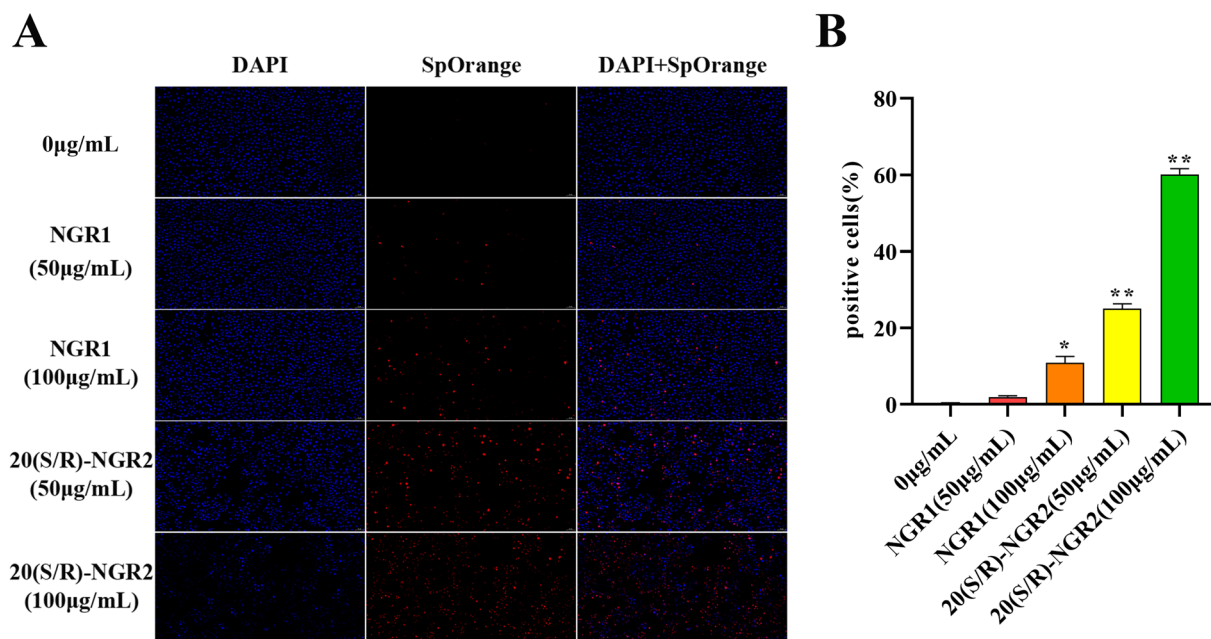 A
DAPI SpOrange DAPI+SpOrange
0μg/mL
NGR1
(50μg/mL)
NGR1
(100μg/mL)
20(S/R)-NGR2
(50μg/mL)
20(S/R)-NGR2
(100μg/mL)
B
positive cells(%)
80
60
40
20
0
*
**
**
0μg/mL
NGR1(50μg/mL)
NGR1(100μg/mL)
20(S/R)-NGR2(50μg/mL)
20(S/R)-NGR2(100μg/mL)